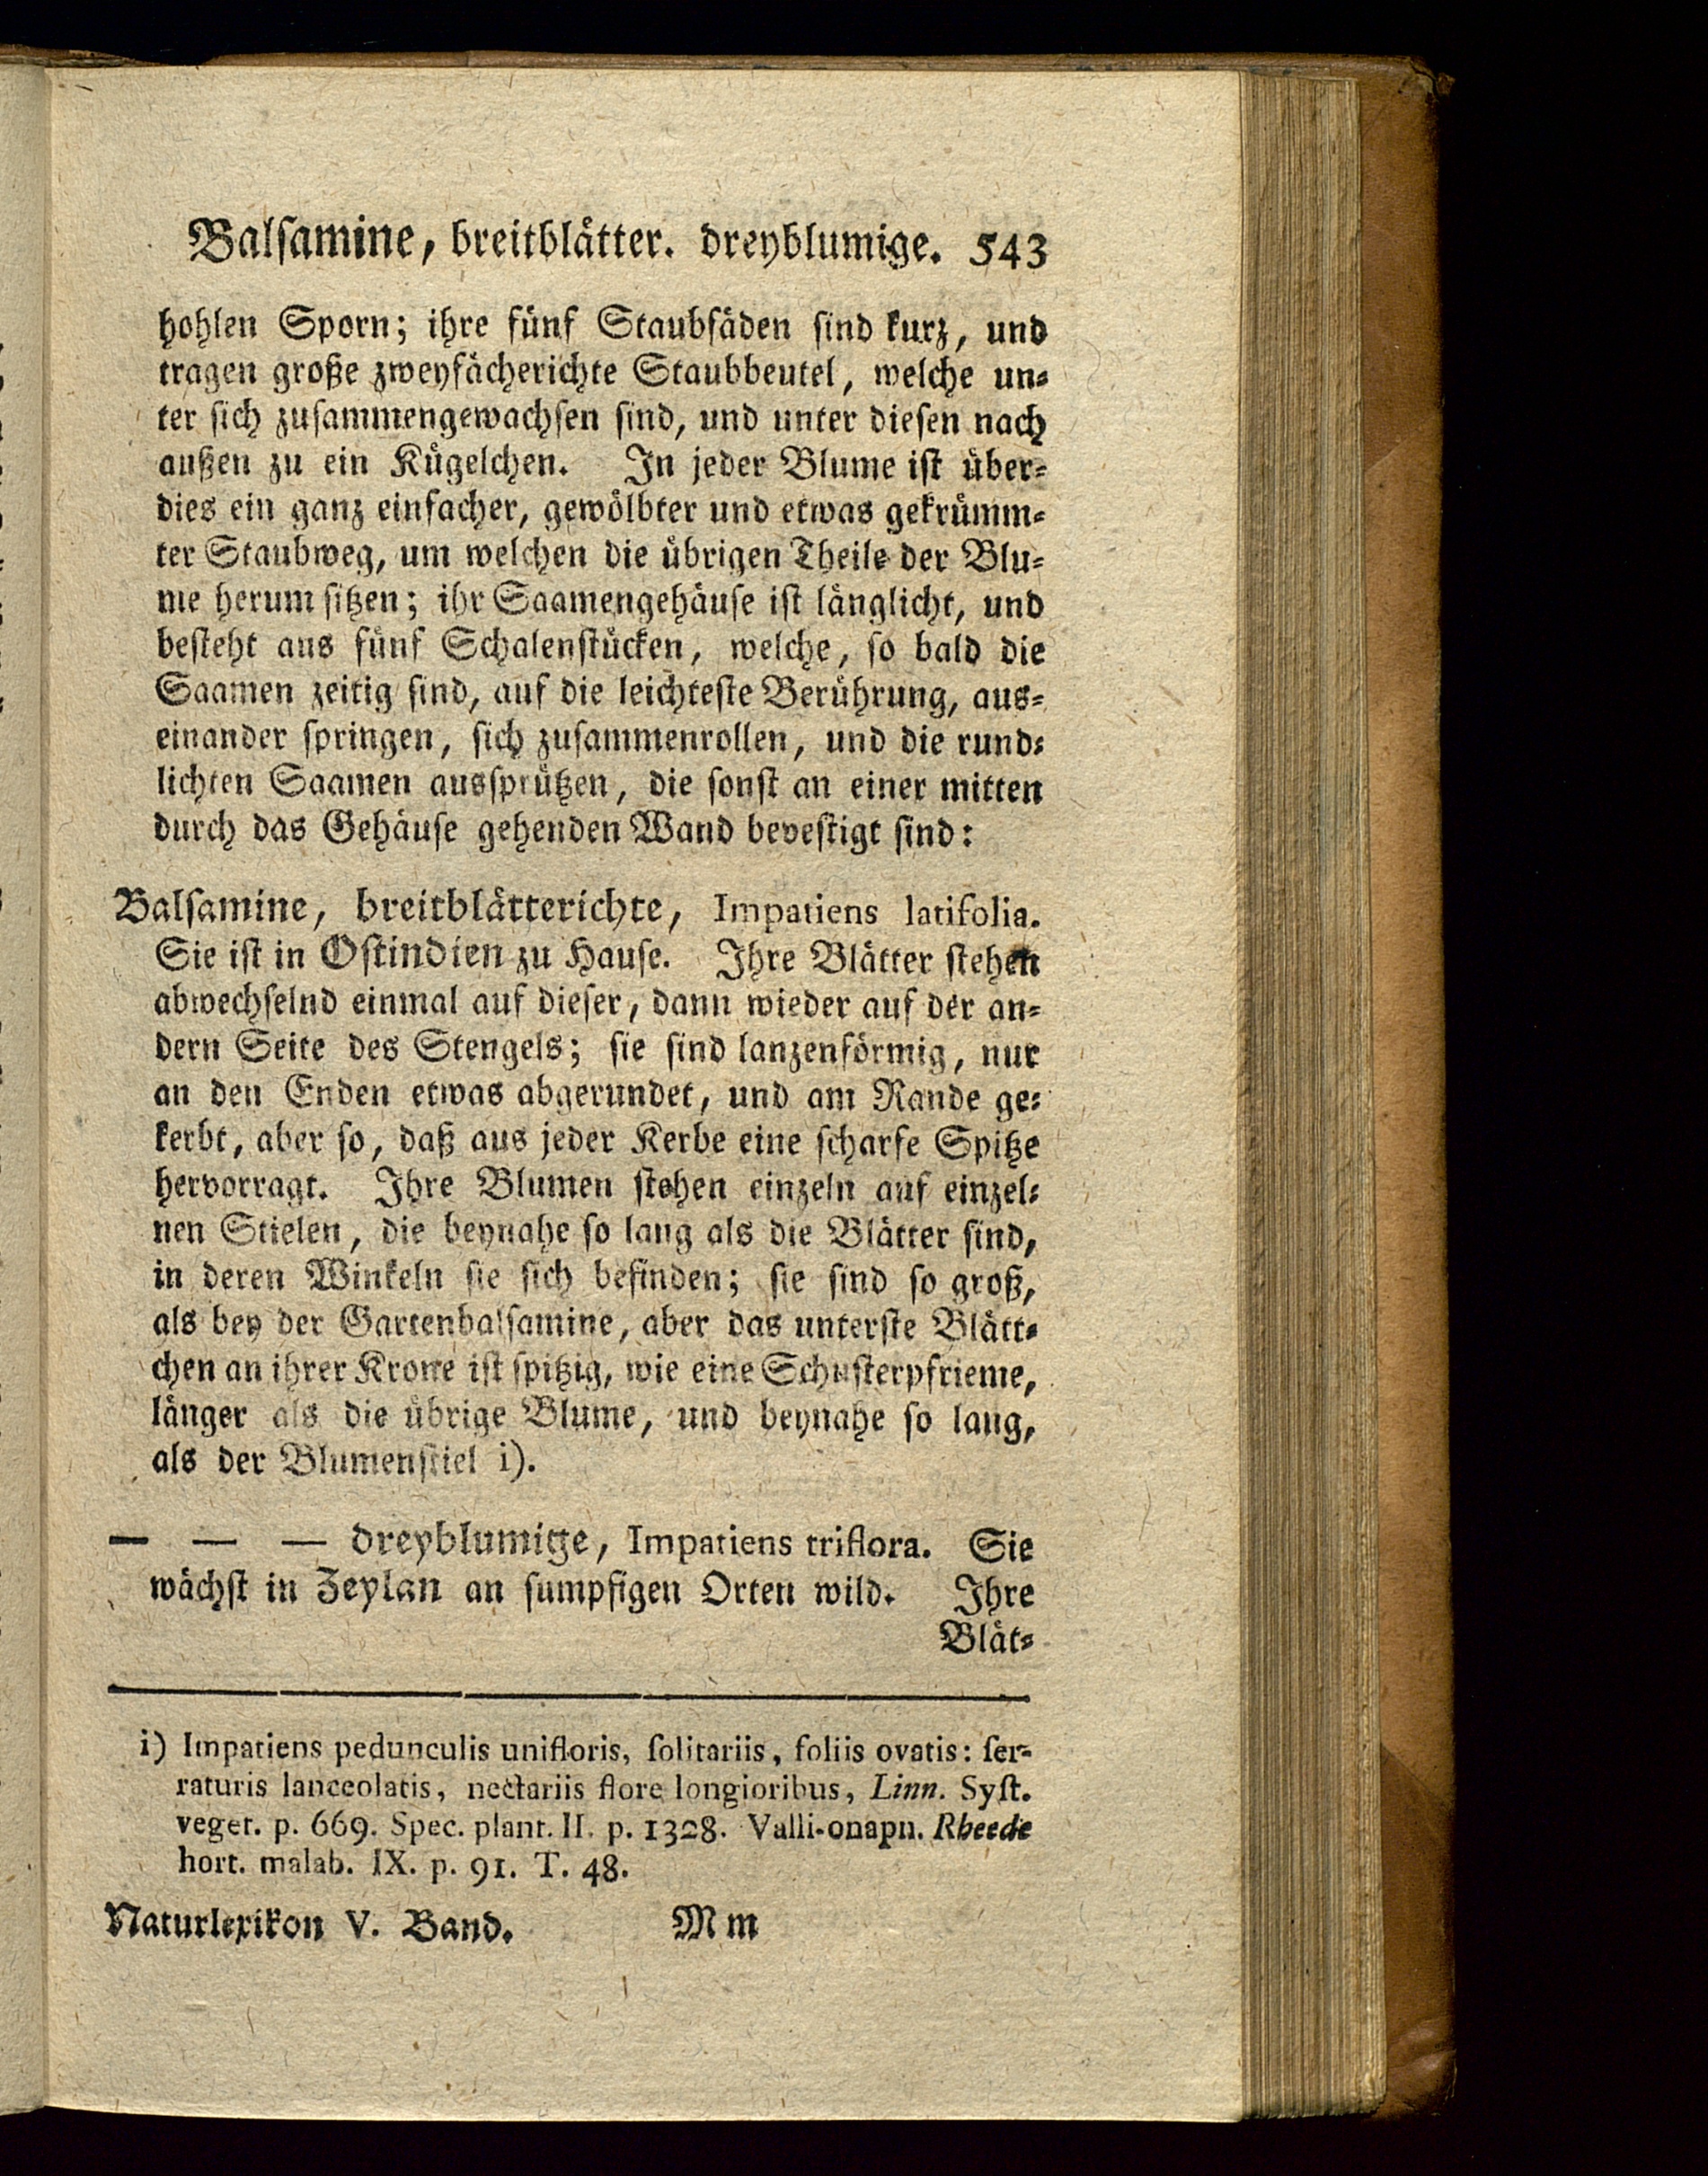 Balſamine, breitblätter. dreyblumige. 543
hohlen Sporn; ihre fünf Staubfäden ſind kurz, und
tragen große zweyfächerichte Staubbeutel, welche un-
ter ſich zuſammengewachſen ſind, und unter dieſen nach
außen zu ein Kügelchen. In jeder Blume iſt über-
dies ein ganz einfacher, gewölbter und etwas gekrümm-
ter Staubweg, um welchen die übrigen Theile der Blu-
me herum ſitzen; ihr Saamengehäuſe iſt länglicht, und
beſteht aus fünf Schalenſtücken, welche, ſo bald die
Saamen zeitig ſind, auf die leichteſte Berührung, aus-
einander ſpringen, ſich zuſammenrollen, und die rund-
lichten Saamen ausſprützen, die ſonſt an einer mitten
durch das Gehäuſe gehenden Wand beveſtigt ſind:
Balſamine, breitblätterichte, Impatiens latifolia.
Sie iſt in Oſtindien zu Hauſe. Ihre Blätter ſtehen
abwechſelnd einmal auf dieſer, dann wieder auf der an-
dern Seite des Stengels; ſie ſind lanzenförmig, nur
an den Enden etwas abgerundet, und am Rande ge-
kerbt, aber ſo, daß aus jeder Kerbe eine ſcharfe Spitze
hervorragt. Ihre Blumen ſtehen einzeln auf einzel-
nen Stielen, die beynahe ſo lang als die Blätter ſind,
in deren Winkeln ſie ſich befinden; ſie ſind ſo groß,
als bey der Gartenbalſamine, aber das unterſte Blätt-
chen an ihrer Krone iſt ſpitzig, wie eine Schuſterpfrieme,
länger als die übrige Blume, und beynahe ſo lang,
als der Blumenſtiel i).
— — — dreyblumige, Impatiens triflora. Sie
wächſt in Zeylan an ſumpfigen Orten wild. Ihre
Blät-
i) Impatiens pedunculis unifloris, ſolitariis, foliis ovatis: ſer-
raturis lanceolatis, nectariis flore longioribus, Linn. Syſt.
veget. p. 669. Spec. plant. II. p. 1328. Valli-onapu. Rheede
hort. malab. IX. p. 91. T. 48.
Naturlexikon V. Band. M m